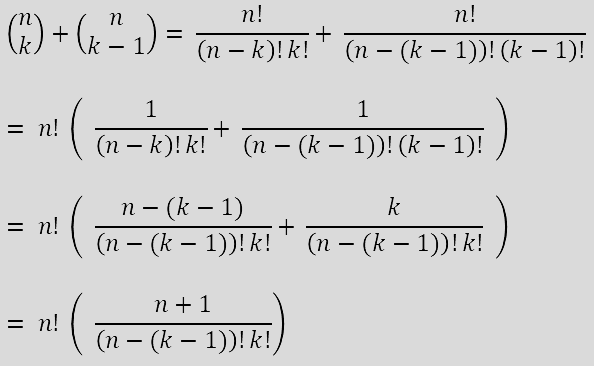 $\binom{n}{k} + \binom{n}{k-1} = \frac{n!}{(n-k)!\,k!} + \frac{n!}{(n-(k-1))!\,(k-1)!}$
$= n! \left( \frac{1}{(n-k)!\,k!} + \frac{1}{(n-(k-1))!\,(k-1)!} \right)$
$= n! \left( \frac{n-(k-1)}{(n-(k-1))!\,k!} + \frac{k}{(n-(k-1))!\,k!} \right)$
$= n! \left( \frac{n+1}{(n-(k-1))!\,k!} \right)$